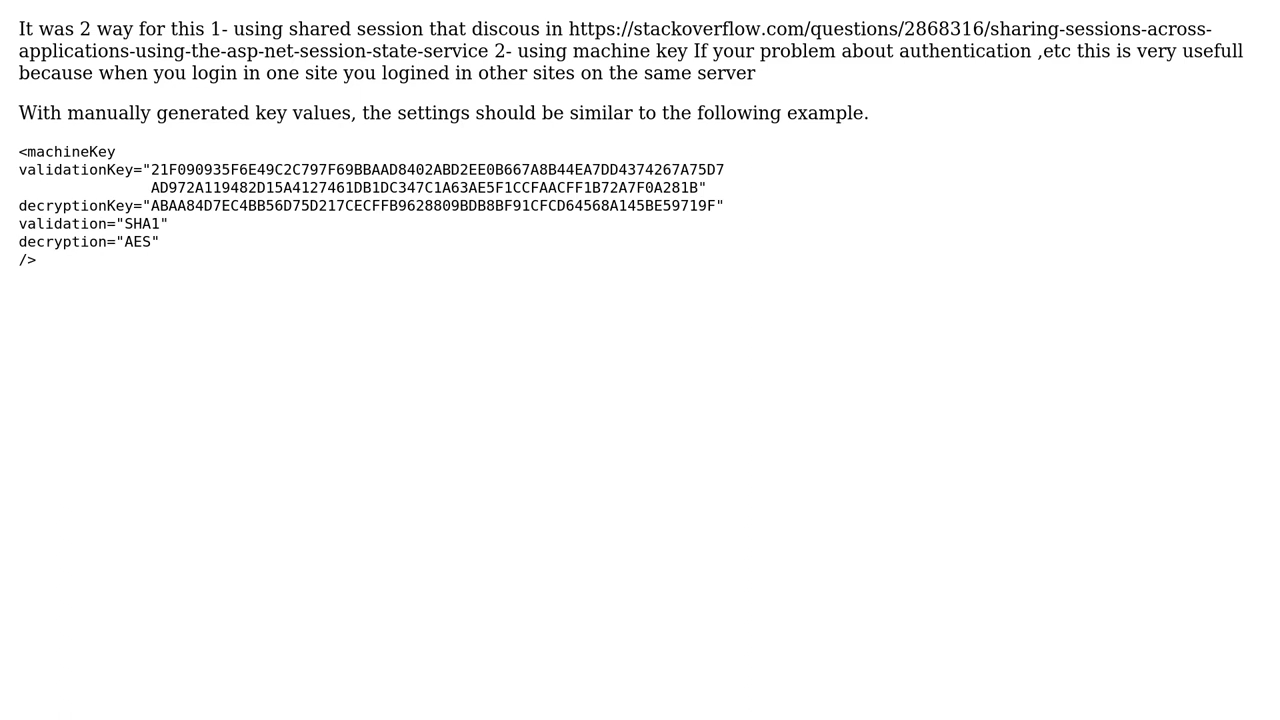 It was 2 way for this 1- using shared session that discous in https://stackoverflow.com/questions/2868316/sharing-sessions-across-
applications-using-the-asp-net-session-state-service 2- using machine key If your problem about authentication ,etc this is very usefull
because when you login in one site you logined in other sites on the same server
With manually generated key values, the settings should be similar to the following example.
<machineKey
validationKey="21F090935F6E49C2C797F69BBAAD8402ABD2EE0B667A8B44EA7DD4374267A75D7
AD972A119482D15A4127461DB1DC347C1A63AE5F1CCFAACFF1B72A7F0A281B"
decryptionKey="ABAA84D7EC4BB56D75D217CECFFB9628809BDB8BF91CFCD64568A145BE59719F"
validation="SHA1"
decryption="AES"
/>